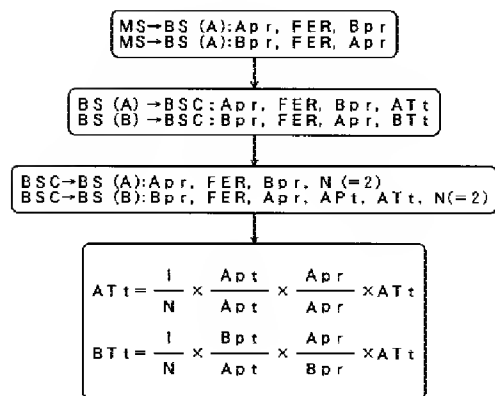 MS→BS (A):Apr, FER, Bpr
MS→BS (A):Bpr, FER, Apr
BS (A) →BSC:Apr, FER, Bpr, ATt
BS (B) →BSC:Bpr, FER, Apr, BTt
BSC→BS (A):Apr, FER, Bpr, N (=2)
BSC→BS (B):Bpr, FER, Apr, APt, ATt, N(=2)
ATt = 1/N × Apt/Apt × Apr/Apr ×ATt
BTt = 1/N × Bpt/Apt × Apr/Bpr ×ATt